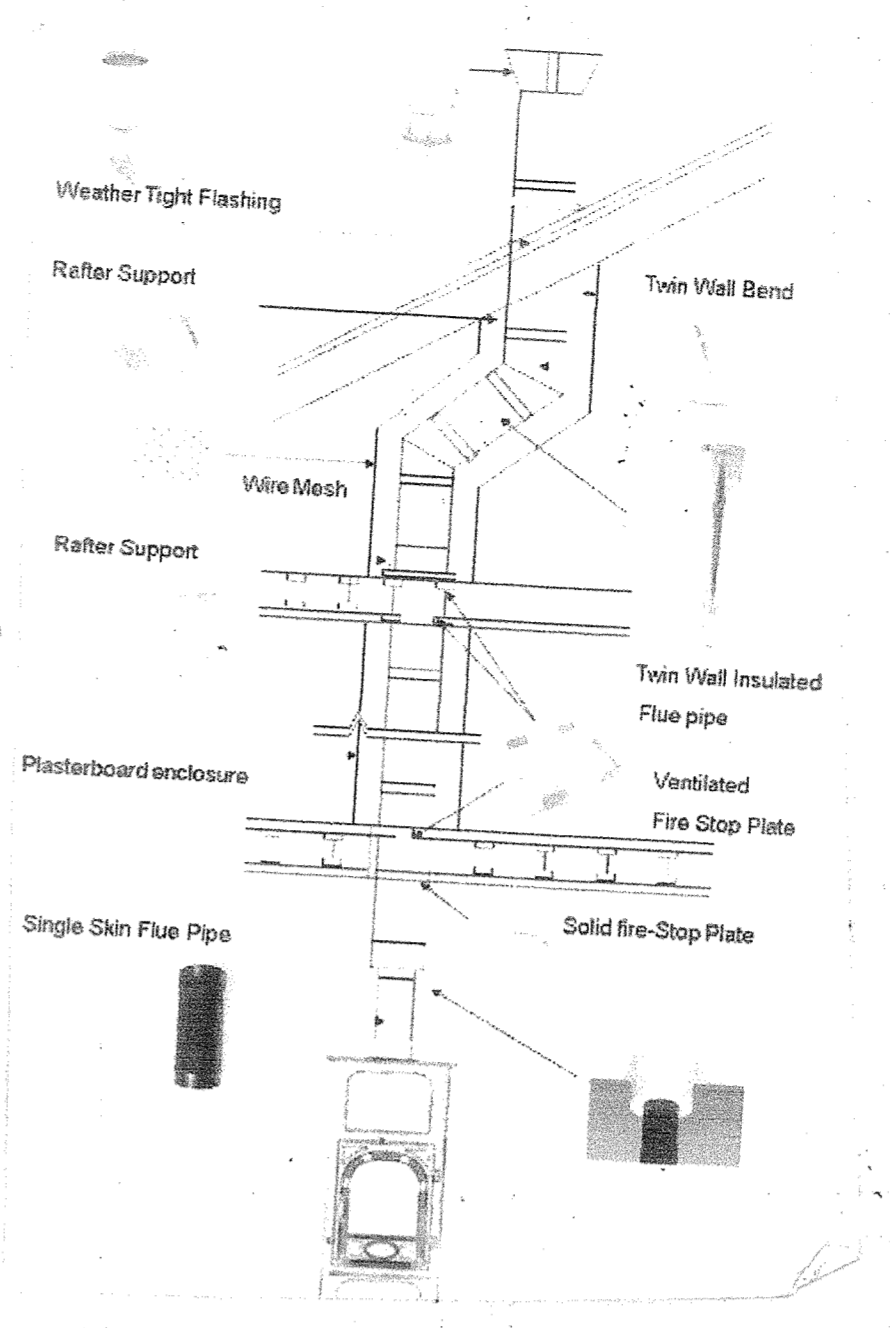 Weather Tight Flashing
Rafter Support
Twin Wall Bend
Wire Mesh
Rafter Support
Twin Wall Insulated
Flue pipe
Plasterboard enclosure
Ventilated
Fire Stop Plate
Single Skin Flue Pipe
Solid fire-Stop Plate